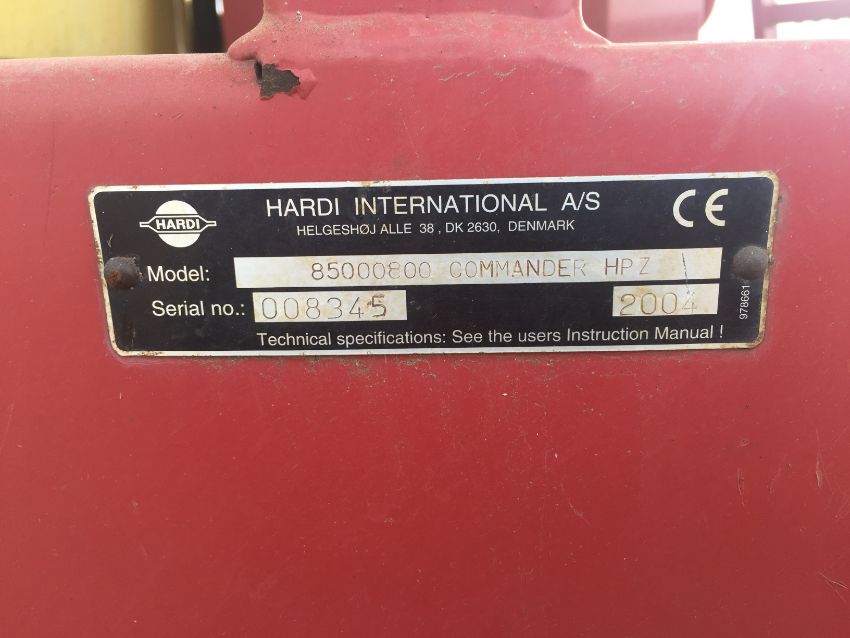 HARDI
HARDI INTERNATIONAL A/S
HELGESHØJ ALLE 38, DK 2630, DENMARK
CE
Model: 85000800 COMMANDER HPZ
Serial no.: 008345 2004
978661
Technical specifications: See the users Instruction Manual !